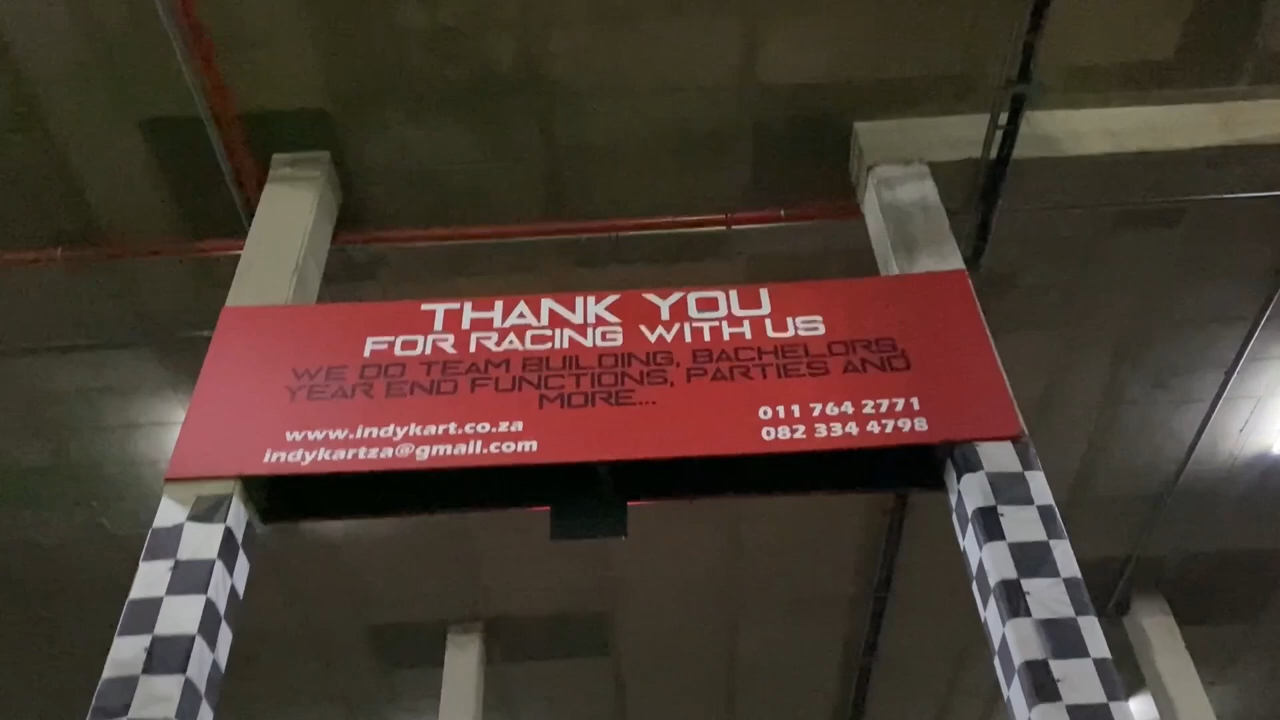 THANK YOU
FOR RACING WITH US
WE DO TEAM BUILDING, BACHELORS,
YEAR END FUNCTIONS, PARTIES AND
MORE...
www.indykart.co.za
indykartza@gmail.com
011 764 2771
082 334 4798